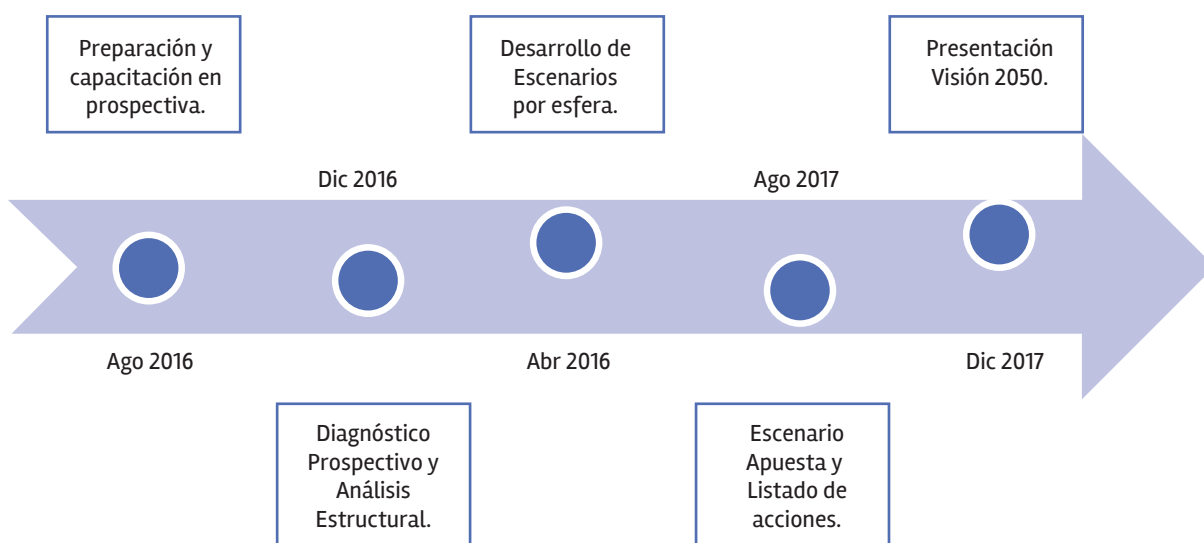 Preparación y
capacitación en
prospectiva.
Desarrollo de
Escenarios
por esfera.
Presentación
Visión 2050.
Dic 2016
Ago 2017
Ago 2016
Abr 2016
Dic 2017
Diagnóstico
Prospectivo y
Análisis
Estructural.
Escenario
Apuesta y
Listado de
acciones.